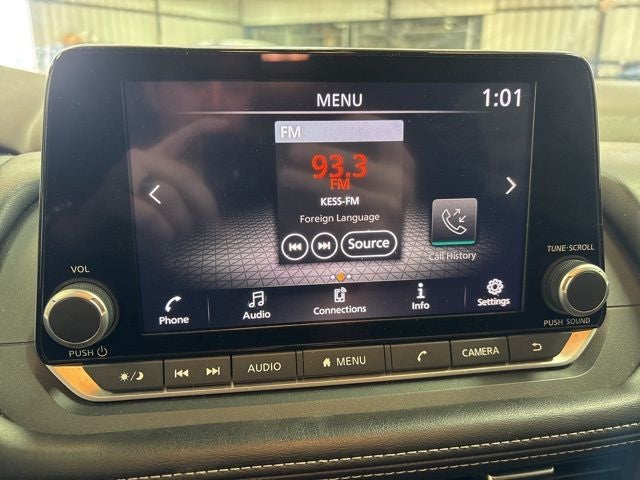 MENU 1:01
FM
93.3
FM
KESS-FM
Foreign Language
Source
Call History
Phone Audio Connections Info Settings
VOL
PUSH
TUNE·SCROLL
PUSH SOUND
AUDIO MENU CAMERA